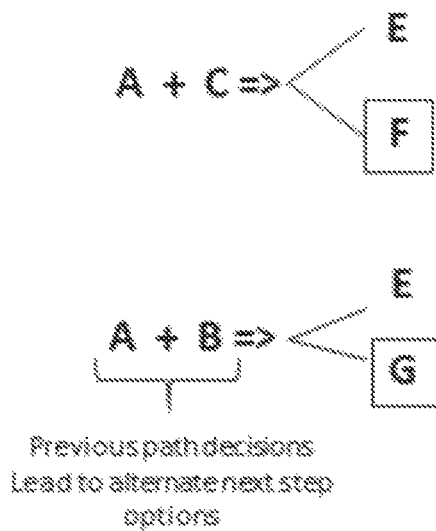 E
A + C =>
F
E
A + B =>
G
Previous path decisions
Lead to alternate next step
options